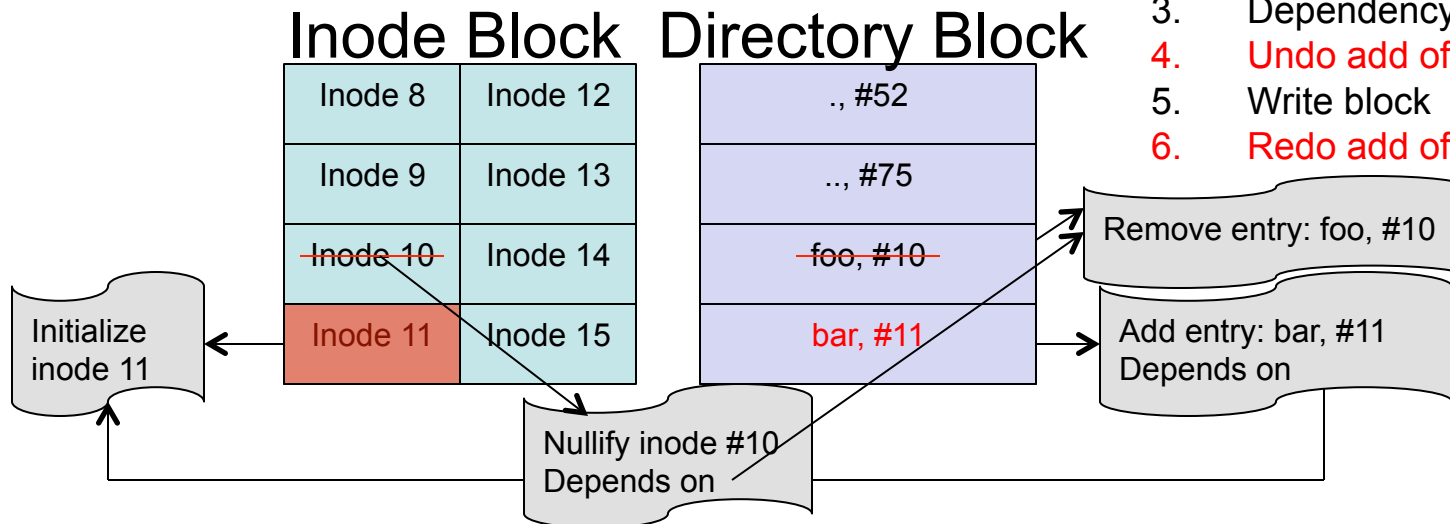 Inode Block
Directory Block
3. Dependency
4. Undo add of
5. Write block
6. Redo add of
Inode 8
Inode 12
Inode 9
Inode 13
Inode 10
Inode 14
Inode 11
Inode 15
., #52
.., #75
foo, #10
bar, #11
Remove entry: foo, #10
Add entry: bar, #11
Depends on
Initialize
inode 11
Nullify inode #10
Depends on